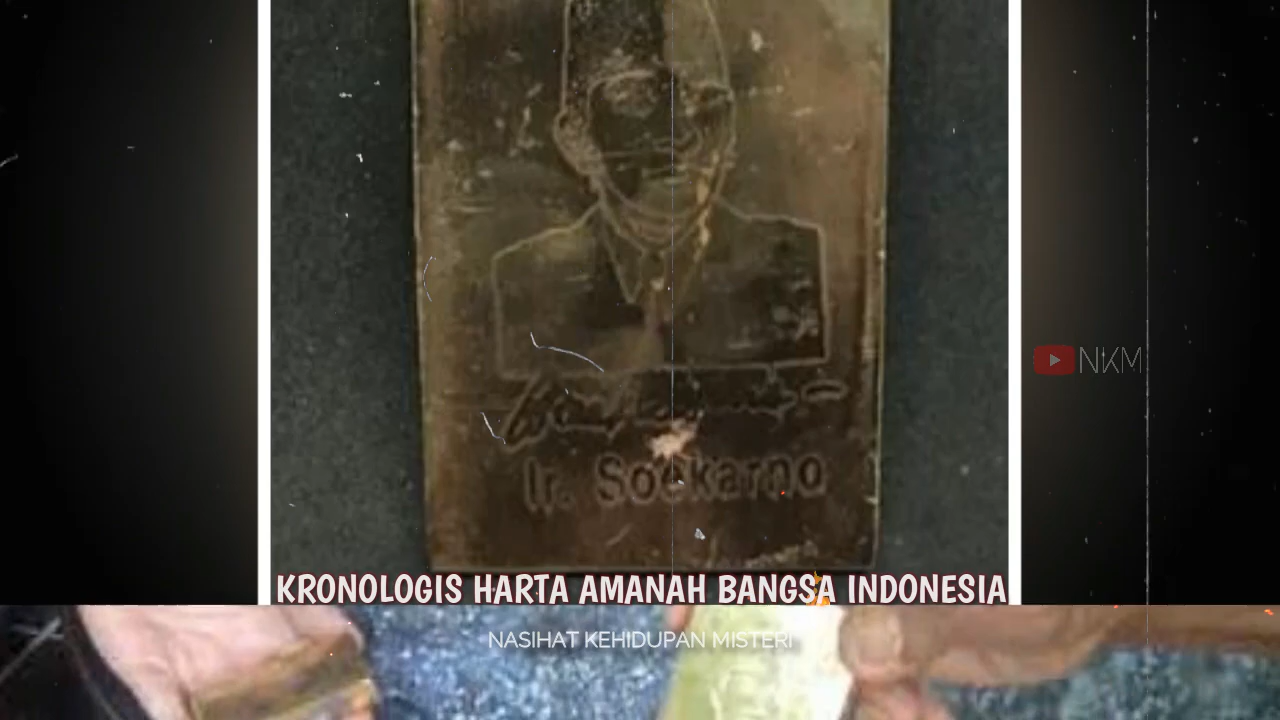 NKM
Ir. Soekarno
KRONOLOGIS HARTA AMANAH BANGSA INDONESIA
NASIHAT KEHIDUPAN MISTERI